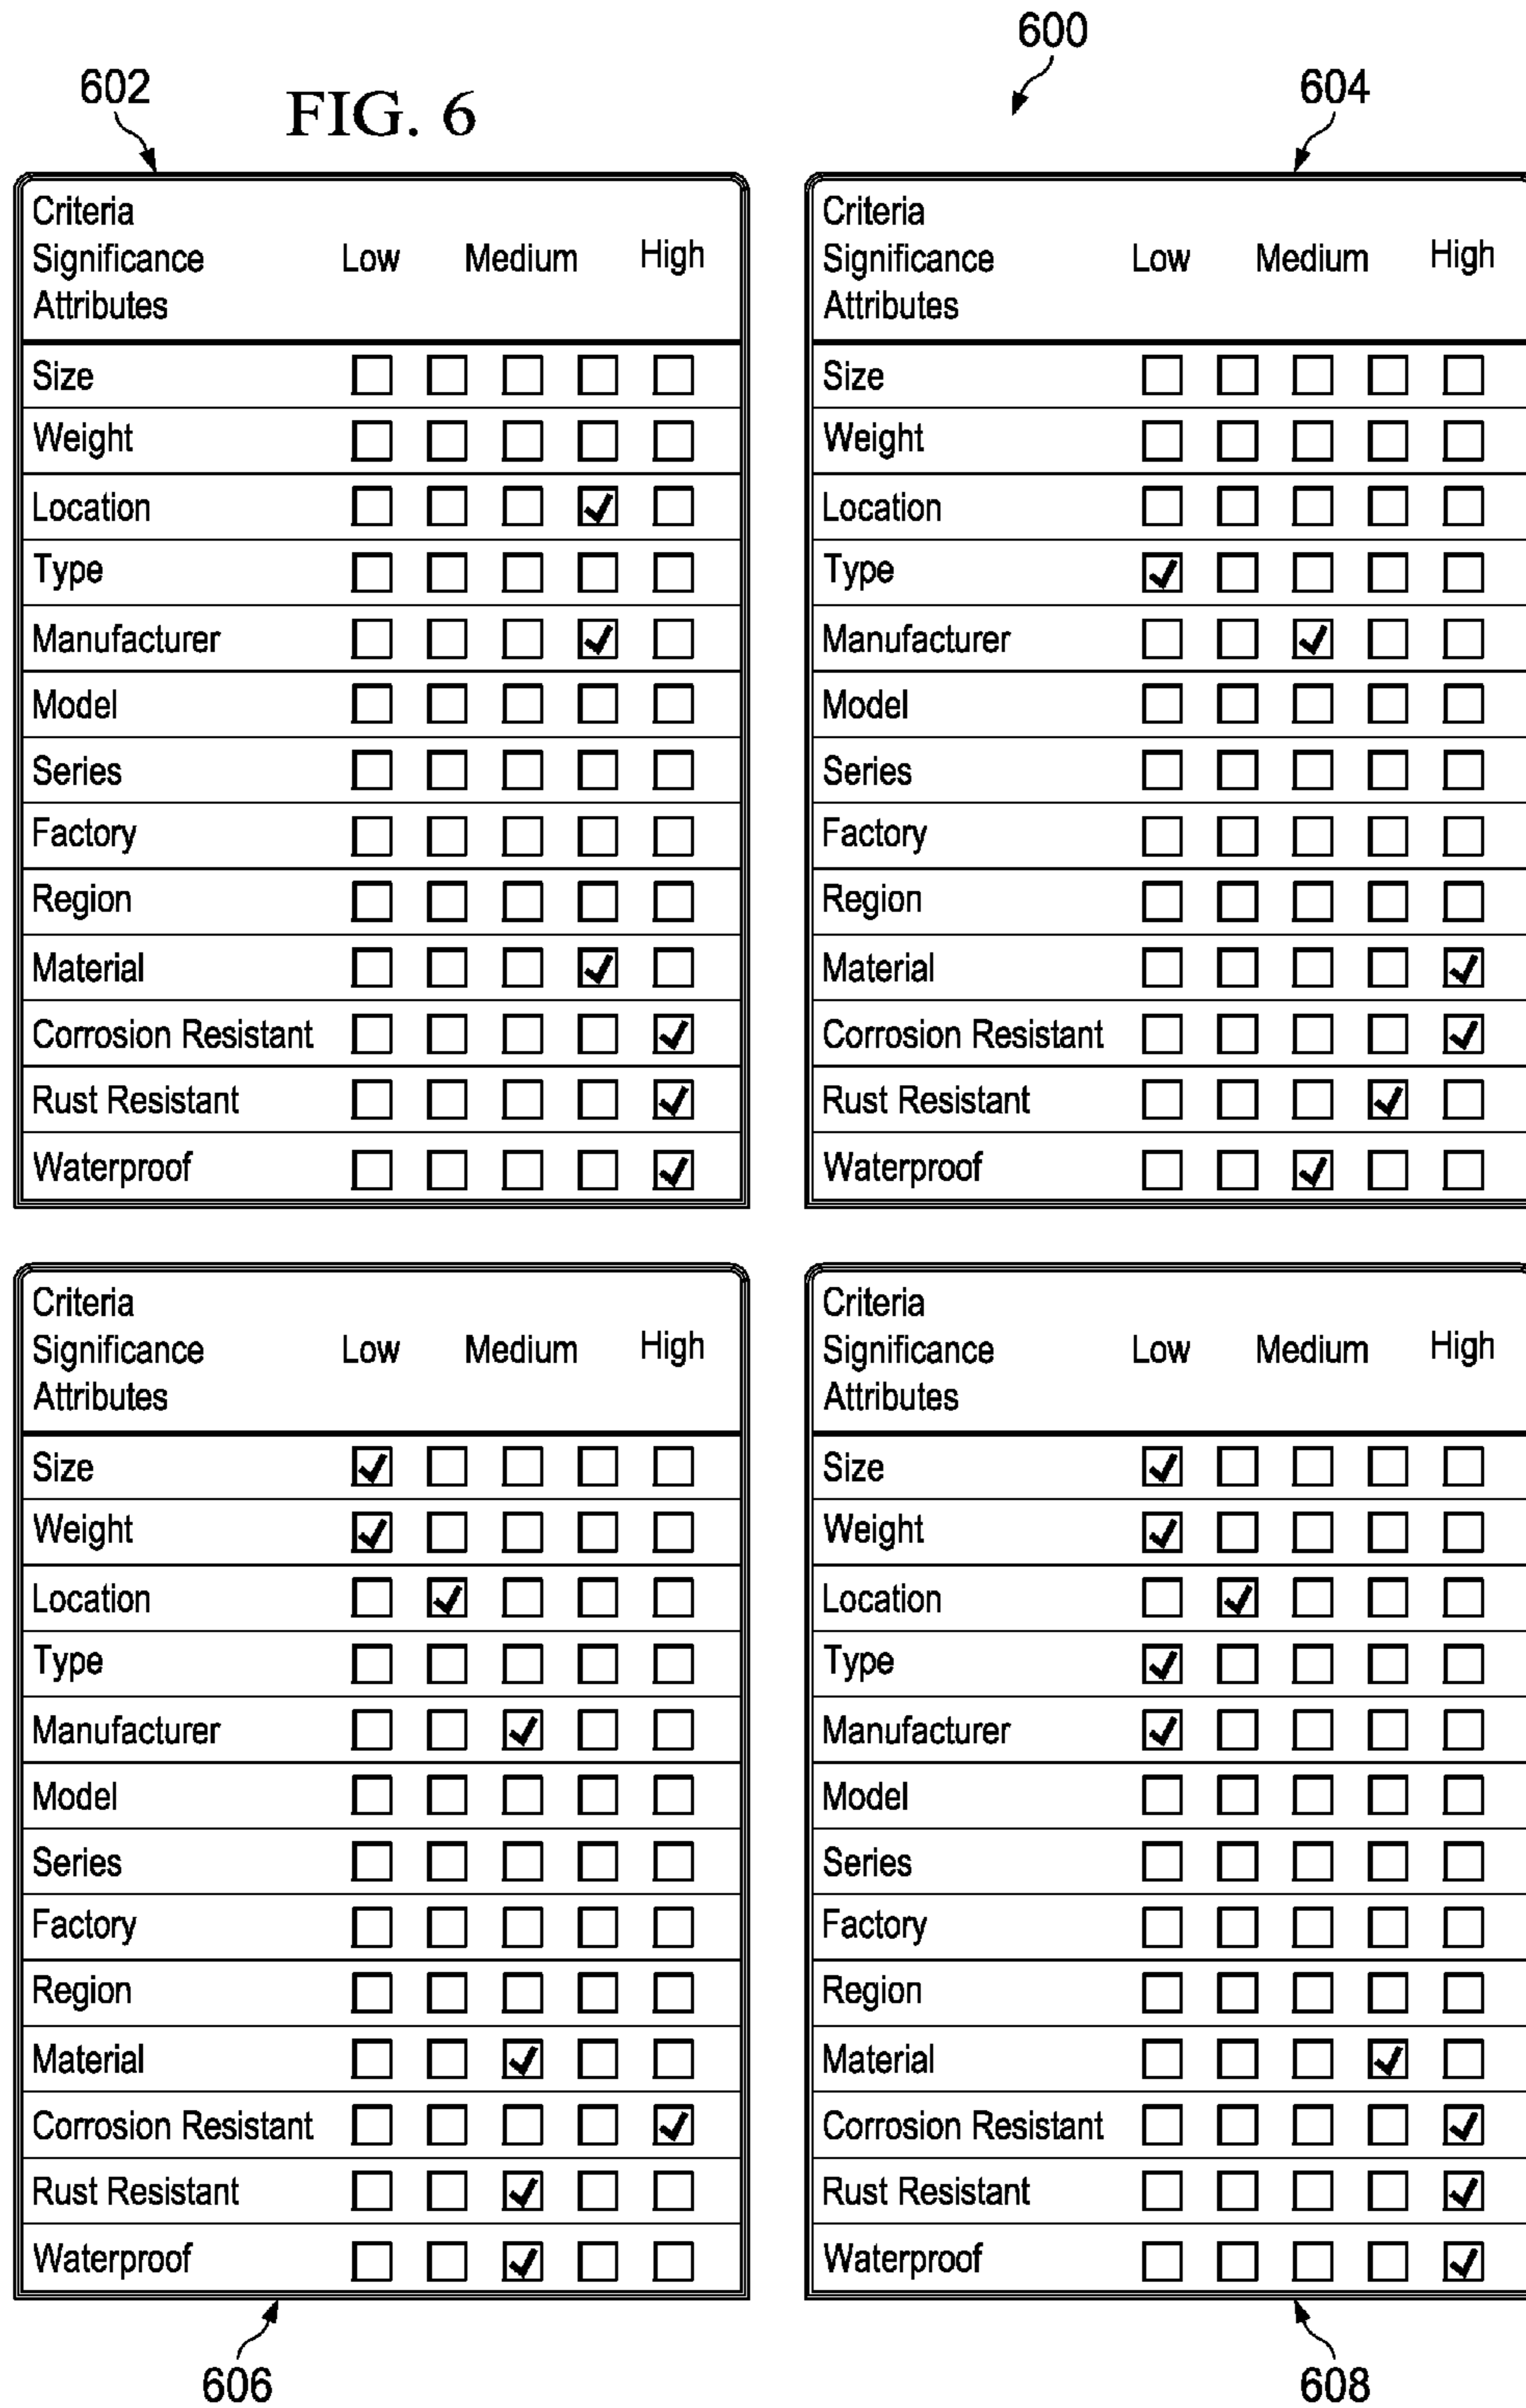 600
602
FIG. 6
604
Criteria
Significance Low Medium High
Attributes
Size
Weight
Location
Type
Manufacturer
Model
Series
Factory
Region
Material
Corrosion Resistant
Rust Resistant
Waterproof
Criteria
Significance Low Medium High
Attributes
Size
Weight
Location
Type
Manufacturer
Model
Series
Factory
Region
Material
Corrosion Resistant
Rust Resistant
Waterproof
Criteria
Significance Low Medium High
Attributes
Size
Weight
Location
Type
Manufacturer
Model
Series
Factory
Region
Material
Corrosion Resistant
Rust Resistant
Waterproof
606
Criteria
Significance Low Medium High
Attributes
Size
Weight
Location
Type
Manufacturer
Model
Series
Factory
Region
Material
Corrosion Resistant
Rust Resistant
Waterproof
608